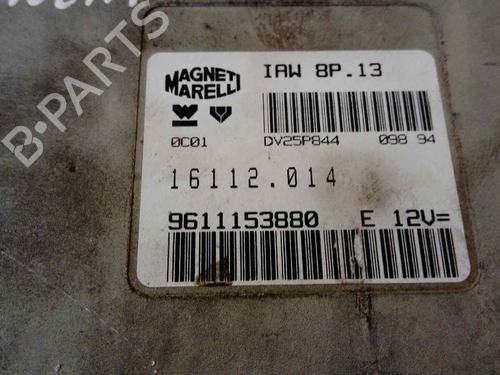 MAGNETI
MARELLI
IAW 8P.13
0C01 DV25P844 098 94
16112.014
9611153880 E 12V=
B-PARTS